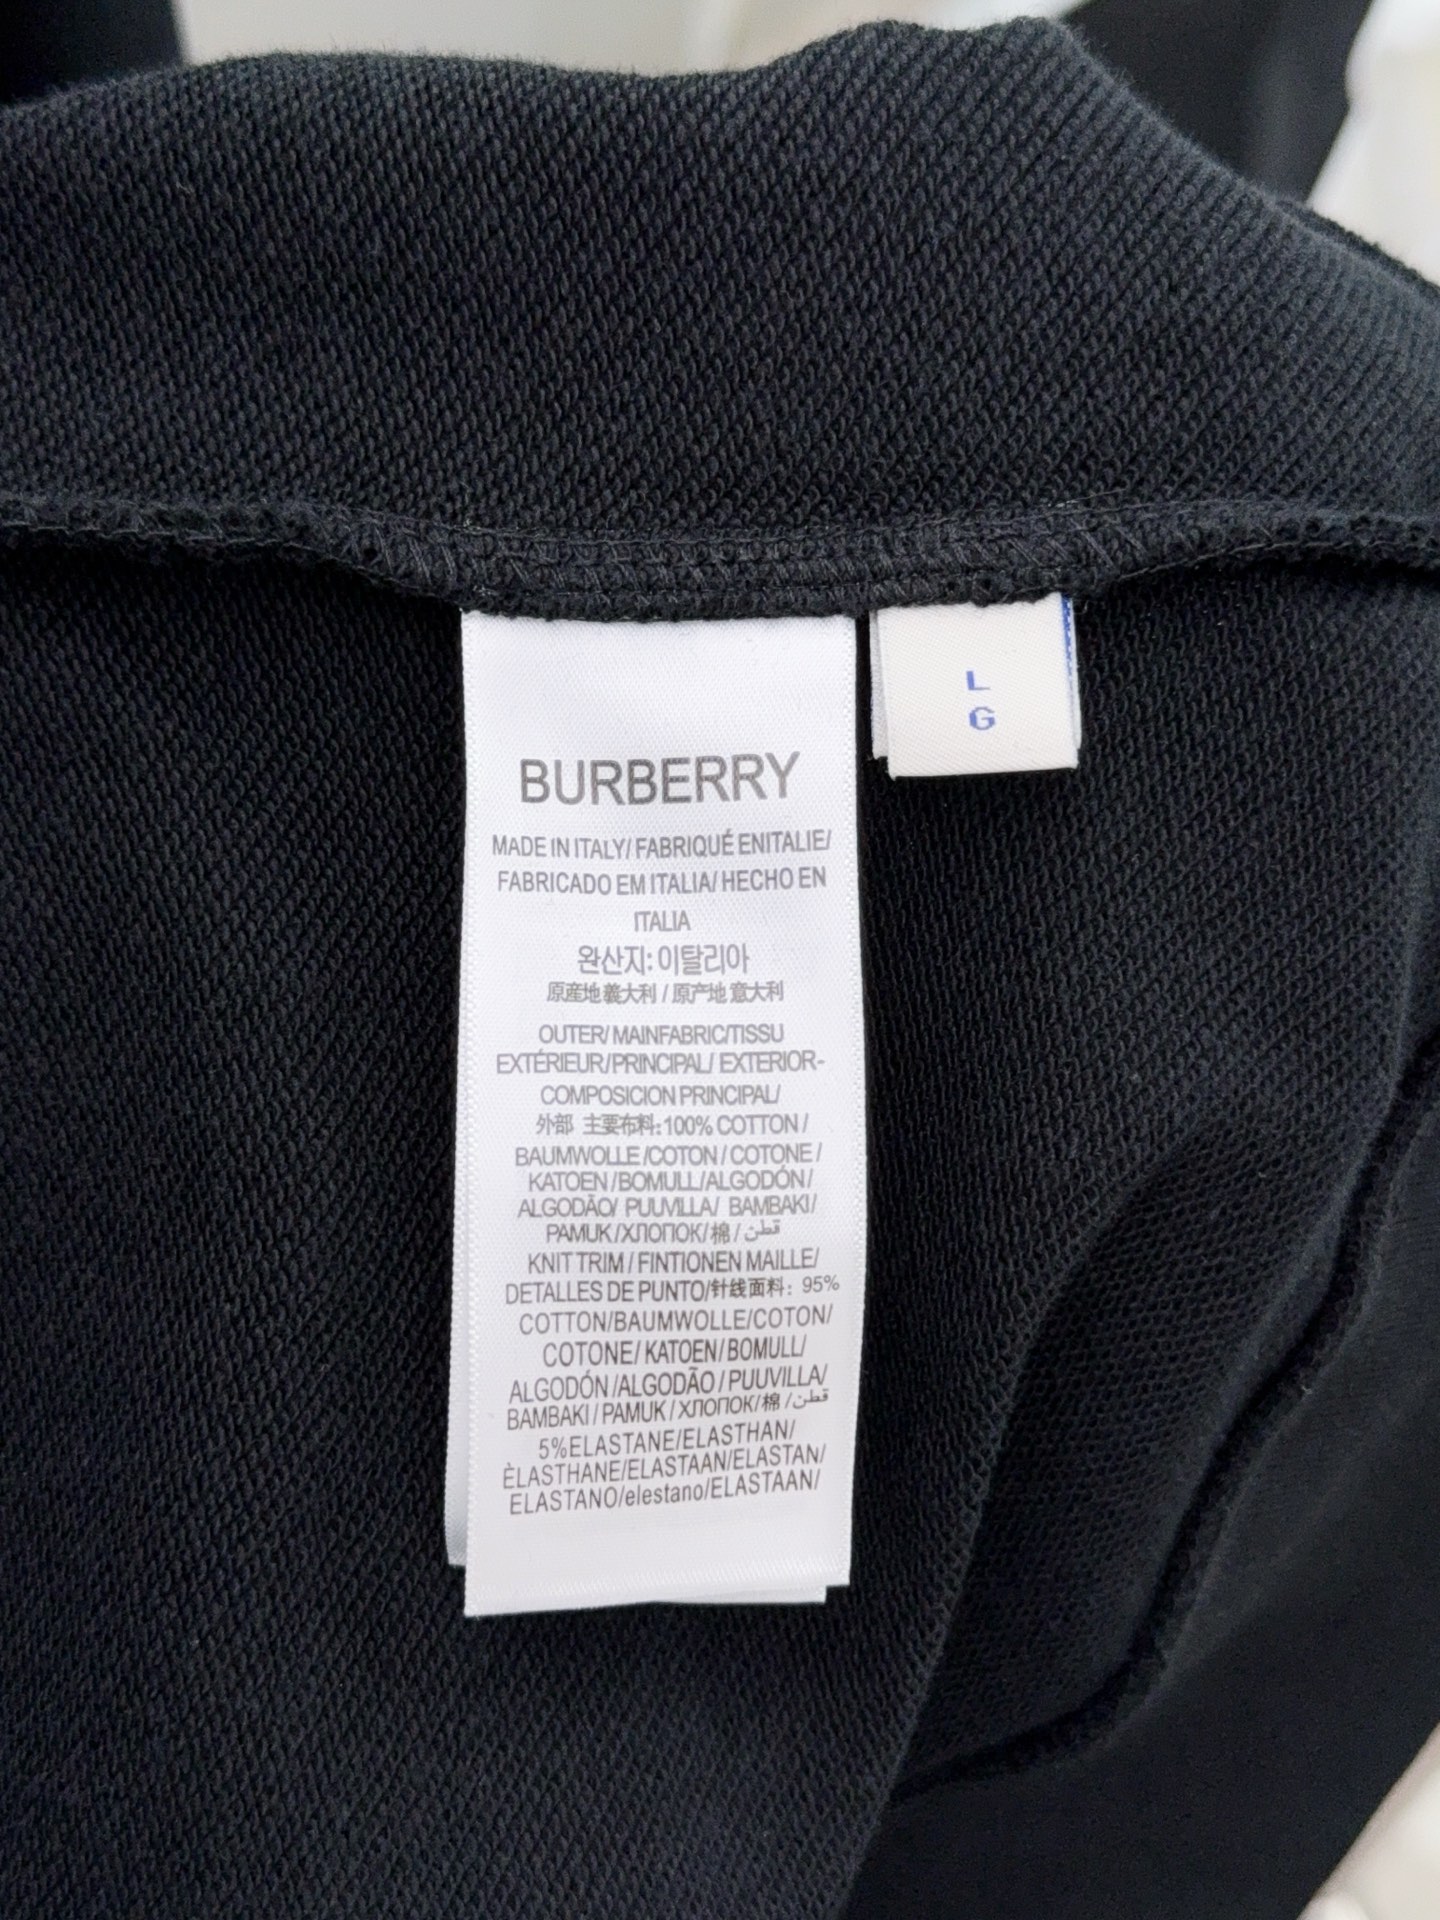 BURBERRY
MADE IN ITALY/ FABRIQUÉ ENITALIE/
FABRICADO EM ITALIA/ HECHO EN
ITALIA
완산지: 이탈리아
原産地義大利 / 原产地 意大利
OUTER/ MAINFABRIC/TISSU
EXTÉRIEUR/PRINCIPAL/ EXTERIOR-
COMPOSICION PRINCIPAL/
外部 主要布料:100% COTTON /
BAUMWOLLE /COTON / COTONE /
KATOEN /BOMULL/ALGODÓN/
ALGODÃO/ PUUVILLA/ BAMBAKI/
PAMUK /ХЛОПОК/棉 / قطن
KNIT TRIM / FINTIONEN MAILLE/
DETALLES DE PUNTO/针线面料: 95%
COTTON/BAUMWOLLE/COTON/
COTONE/ KATOEN/ BOMULL/
ALGODÓN /ALGODÃO / PUUVILLA/
BAMBAKI / PAMUK / ХЛОПОК/棉 /قطن
5%ELASTANE/ELASTHAN/
ÈLASTHANE/ELASTAAN/ELASTAN/
ELASTANO/elestano/ELASTAAN/
L
G